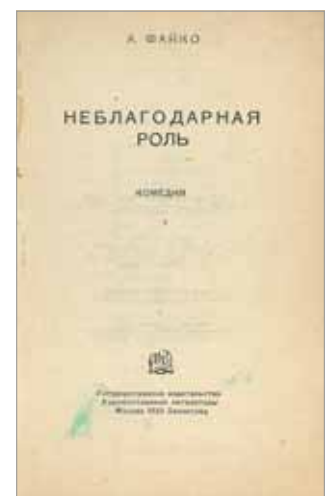 А. ФАЙКО
НЕБЛАГОДАРНАЯ
РОЛЬ
КОМЕДИЯ
Государственное издательство
Художественной литературы
Москва Ленинград